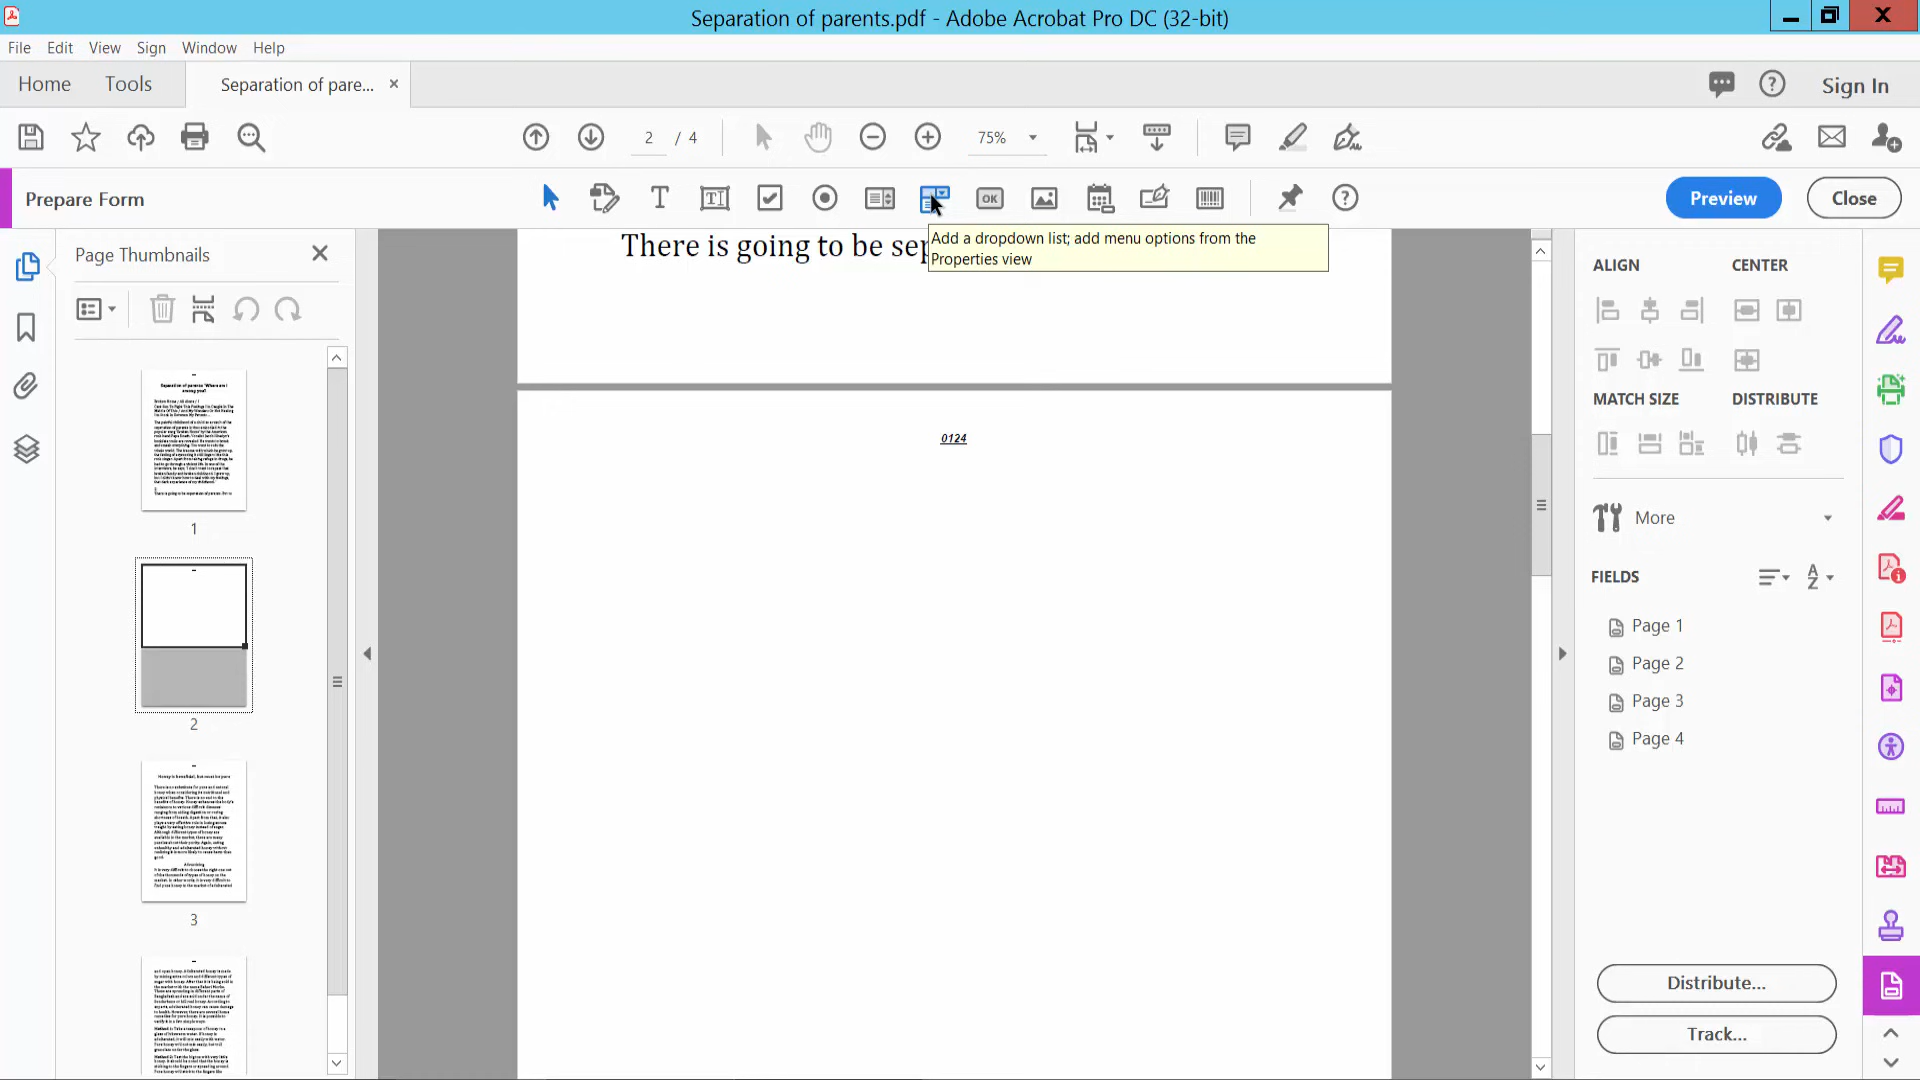 Separation of parents.pdf - Adobe Acrobat Pro DC (32-bit)
File Edit View Sign Window Help
Home Tools Separation of pare... Sign In
2 / 4 75%
Prepare Form OK Preview Close
Add a dropdown list; add menu options from the
Properties view
There is going to be sep
Page Thumbnails
0124
1
2
3
ALIGN CENTER
MATCH SIZE DISTRIBUTE
More
FIELDS
Page 1
Page 2
Page 3
Page 4
Distribute...
Track...